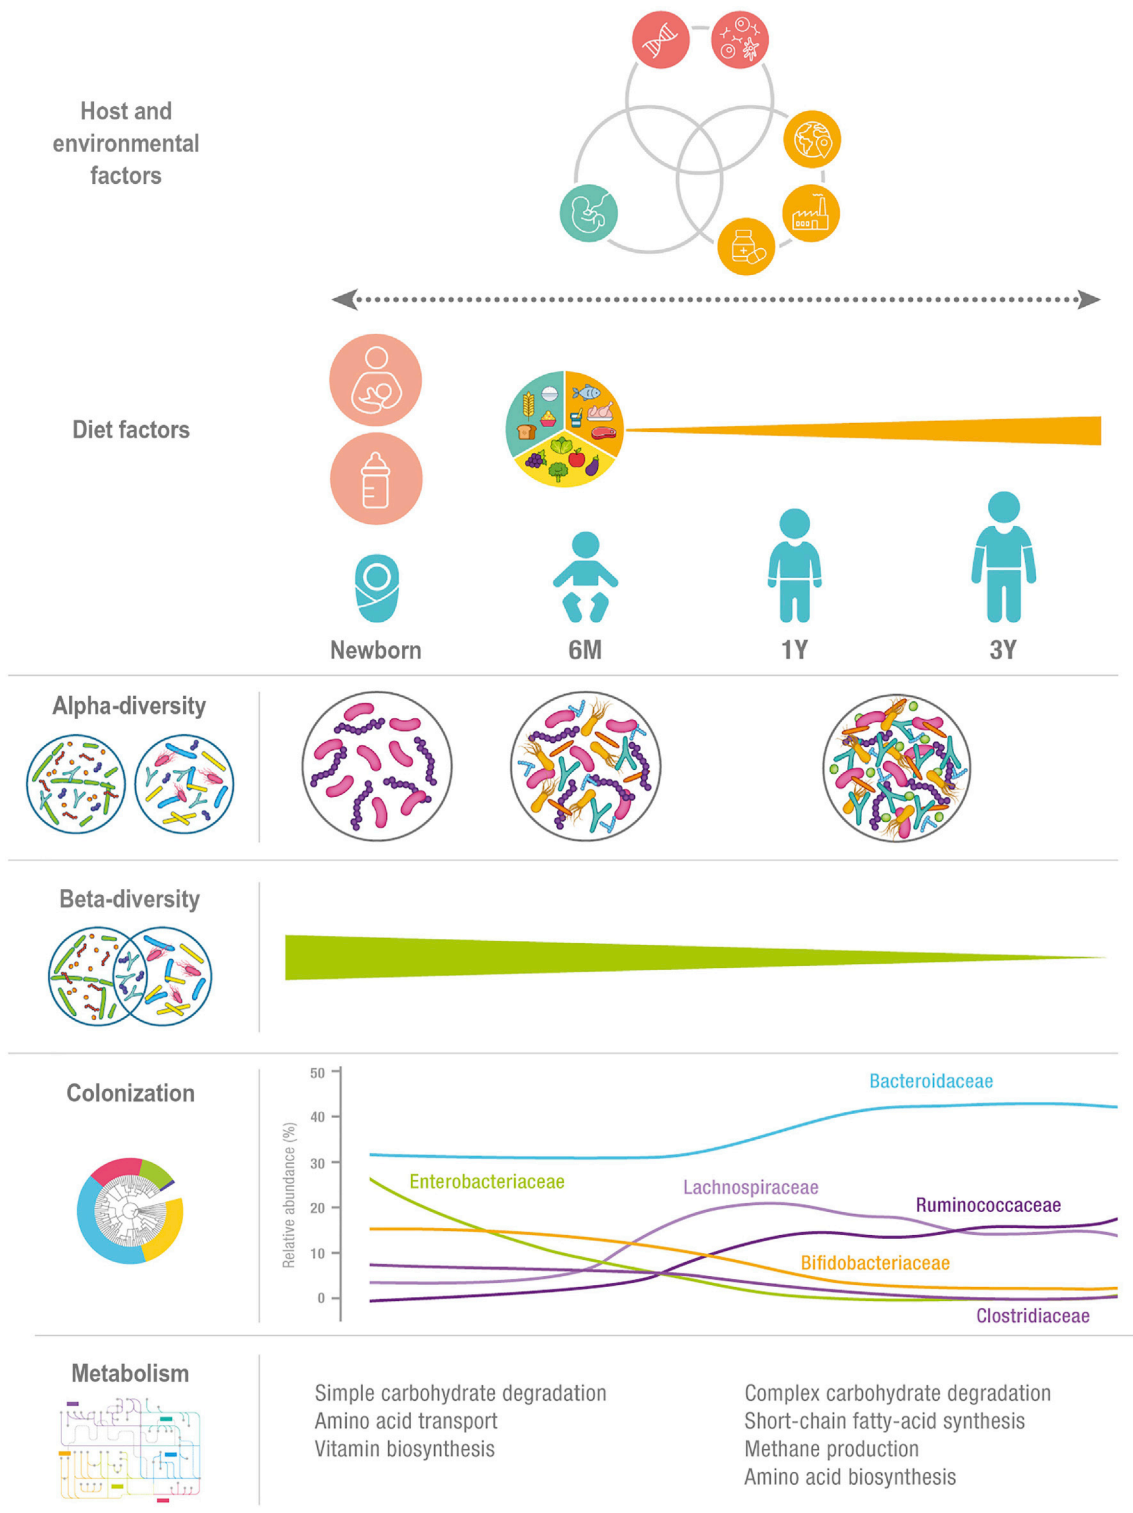 Host and
environmental
factors
Diet factors
Newborn
6M
1Y
3Y
Alpha-diversity
Beta-diversity
Colonization
Relative abundance (%)
50
40
30
20
10
0
Bacteroidaceae
Enterobacteriaceae
Lachnospiraceae
Ruminococcaceae
Bifidobacteriaceae
Clostridiaceae
Metabolism
Simple carbohydrate degradation
Amino acid transport
Vitamin biosynthesis
Complex carbohydrate degradation
Short-chain fatty-acid synthesis
Methane production
Amino acid biosynthesis